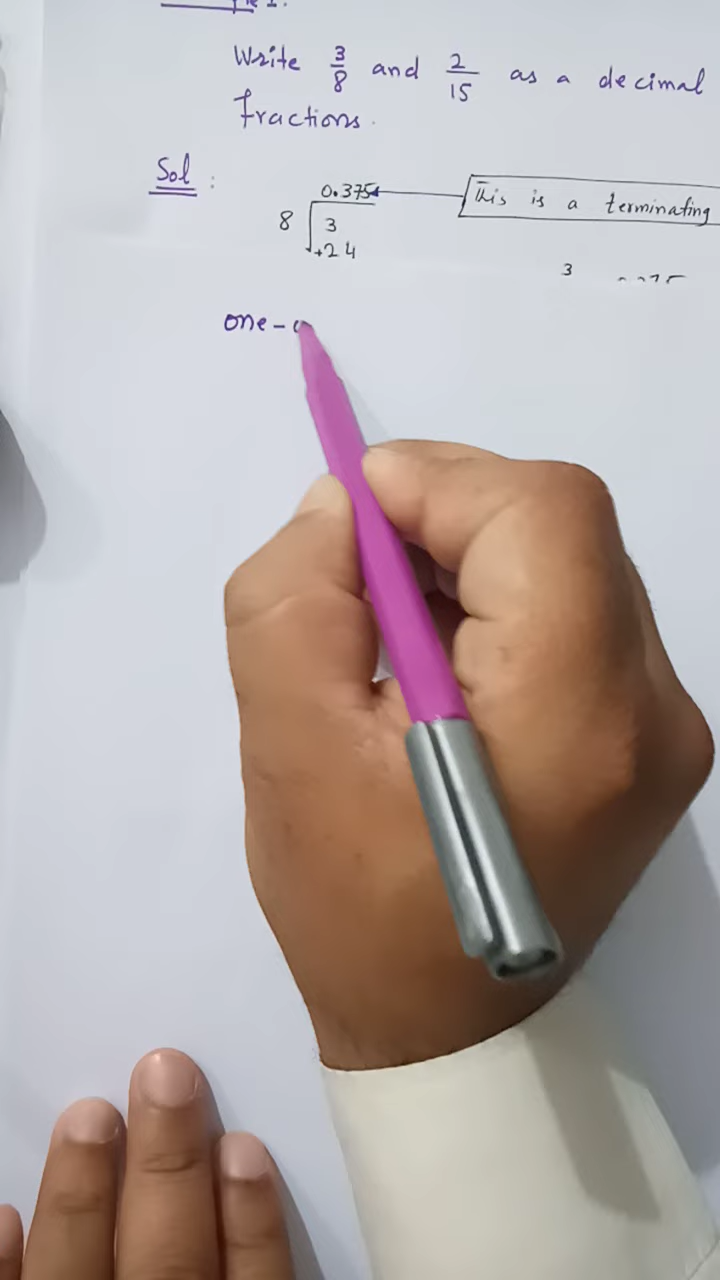 Write 3/8 and 2/15 as a decimal
fractions.
Sol :
0.375
This is a terminating
8 3
+24
3
one-